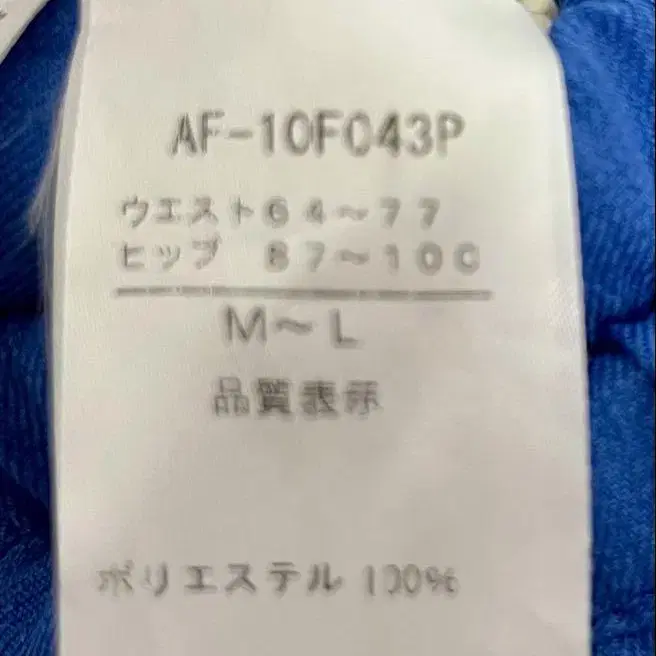 AF-10F043P
ウエスト64～77
ヒップ 87～100
M～L
品質表示
ポリエステル 100%